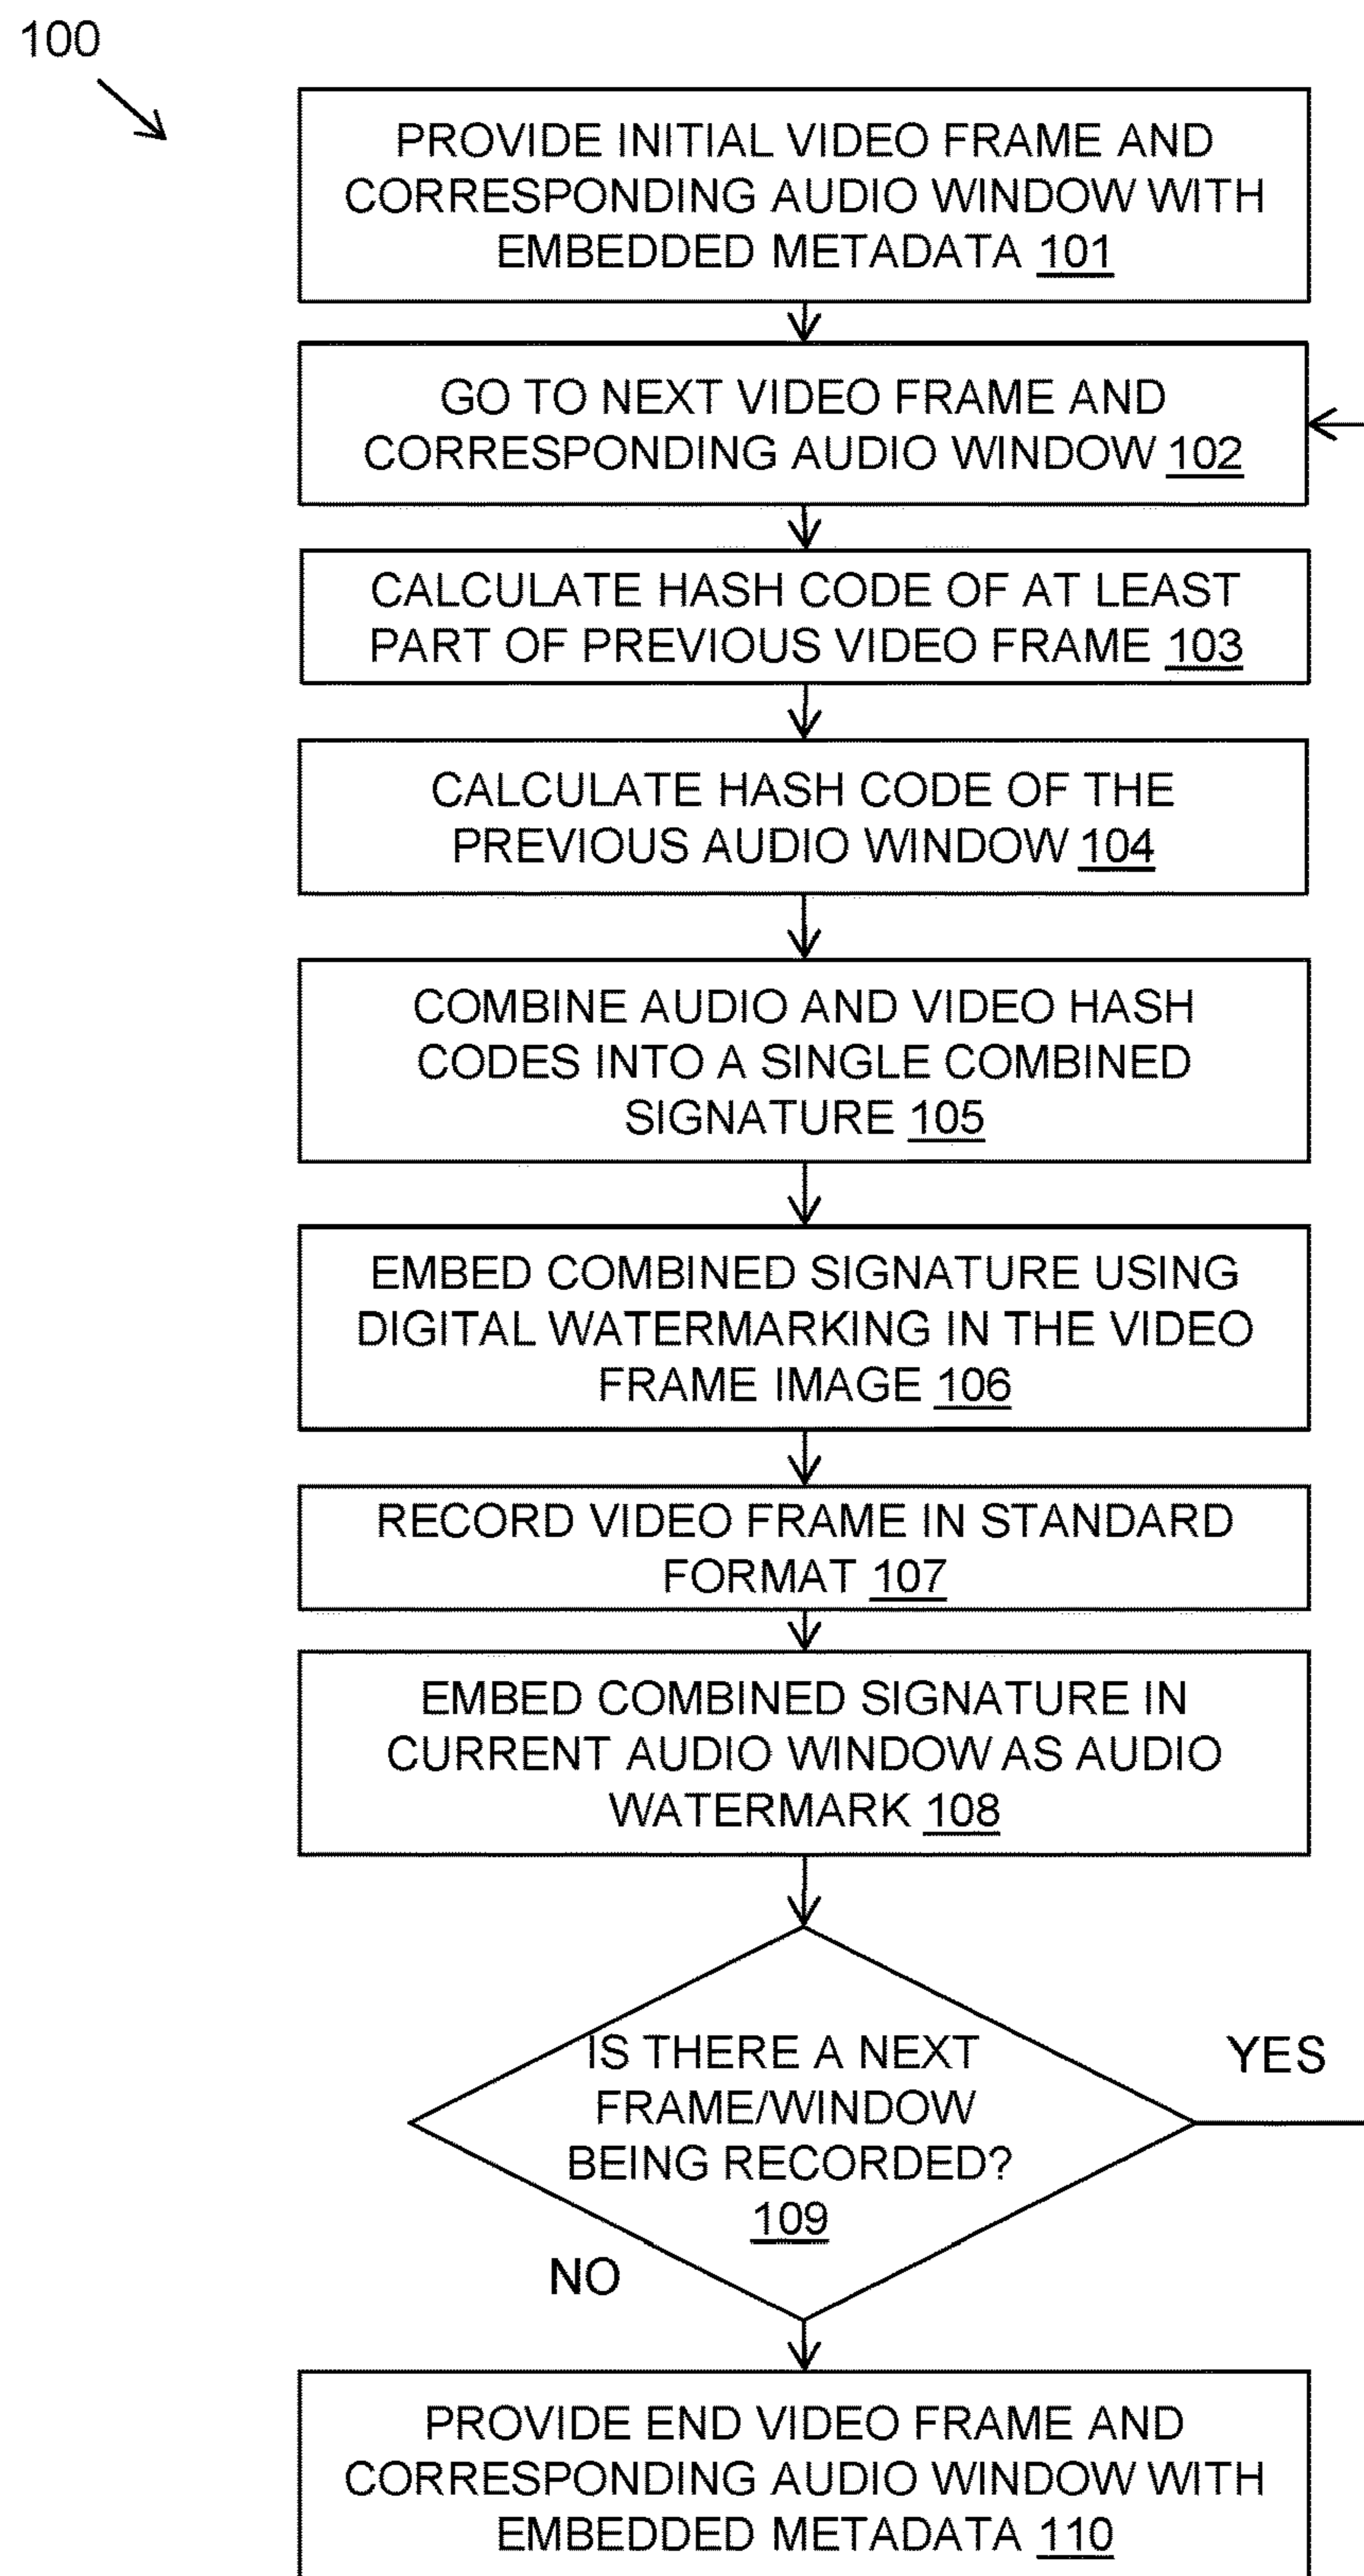 100
PROVIDE INITIAL VIDEO FRAME AND
CORRESPONDING AUDIO WINDOW WITH
EMBEDDED METADATA 101
GO TO NEXT VIDEO FRAME AND
CORRESPONDING AUDIO WINDOW 102
CALCULATE HASH CODE OF AT LEAST
PART OF PREVIOUS VIDEO FRAME 103
CALCULATE HASH CODE OF THE
PREVIOUS AUDIO WINDOW 104
COMBINE AUDIO AND VIDEO HASH
CODES INTO A SINGLE COMBINED
SIGNATURE 105
EMBED COMBINED SIGNATURE USING
DIGITAL WATERMARKING IN THE VIDEO
FRAME IMAGE 106
RECORD VIDEO FRAME IN STANDARD
FORMAT 107
EMBED COMBINED SIGNATURE IN
CURRENT AUDIO WINDOW AS AUDIO
WATERMARK 108
IS THERE A NEXT
FRAME/WINDOW
BEING RECORDED?
109
YES
NO
PROVIDE END VIDEO FRAME AND
CORRESPONDING AUDIO WINDOW WITH
EMBEDDED METADATA 110